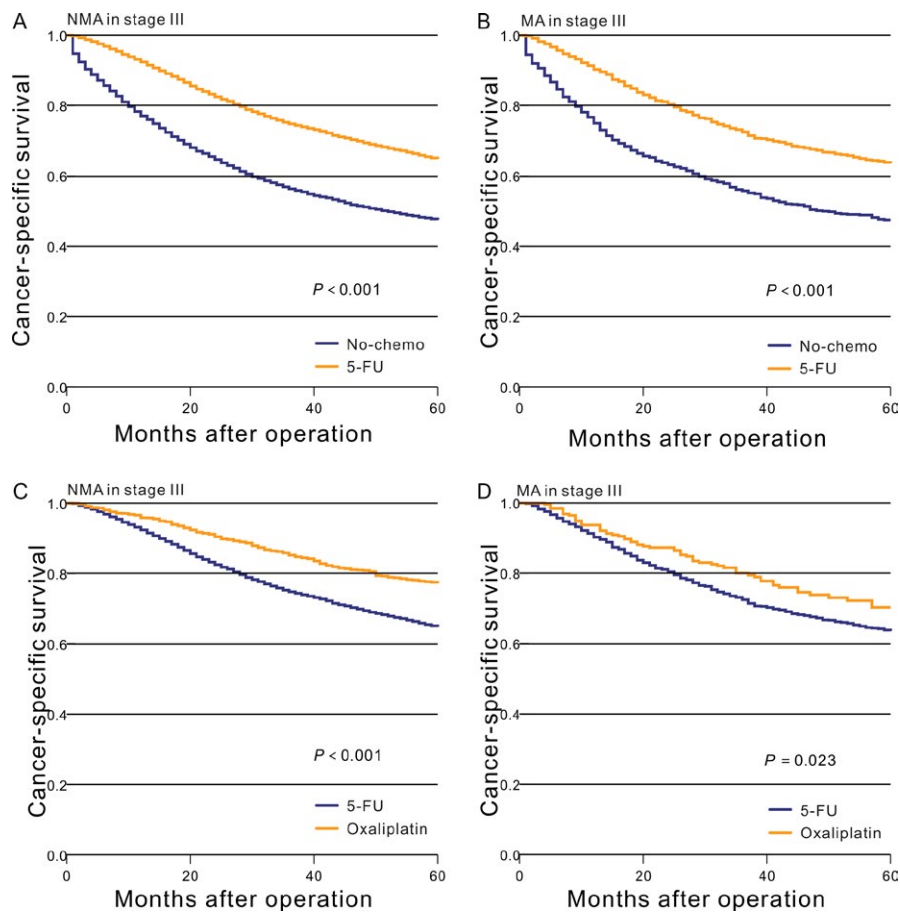 A
NMA in stage III
Cancer-specific survival
1.0
0.8
0.6
0.4
0.2
0.0
P < 0.001
No-chemo
5-FU
0
20
40
60
Months after operation
B
MA in stage III
Cancer-specific survival
1.0
0.8
0.6
0.4
0.2
0.0
P < 0.001
No-chemo
5-FU
0
20
40
60
Months after operation
C
NMA in stage III
Cancer-specific survival
1.0
0.8
0.6
0.4
0.2
0.0
P < 0.001
5-FU
Oxaliplatin
0
20
40
60
Months after operation
D
MA in stage III
Cancer-specific survival
1.0
0.8
0.6
0.4
0.2
0.0
P = 0.023
5-FU
Oxaliplatin
0
20
40
60
Months after operation